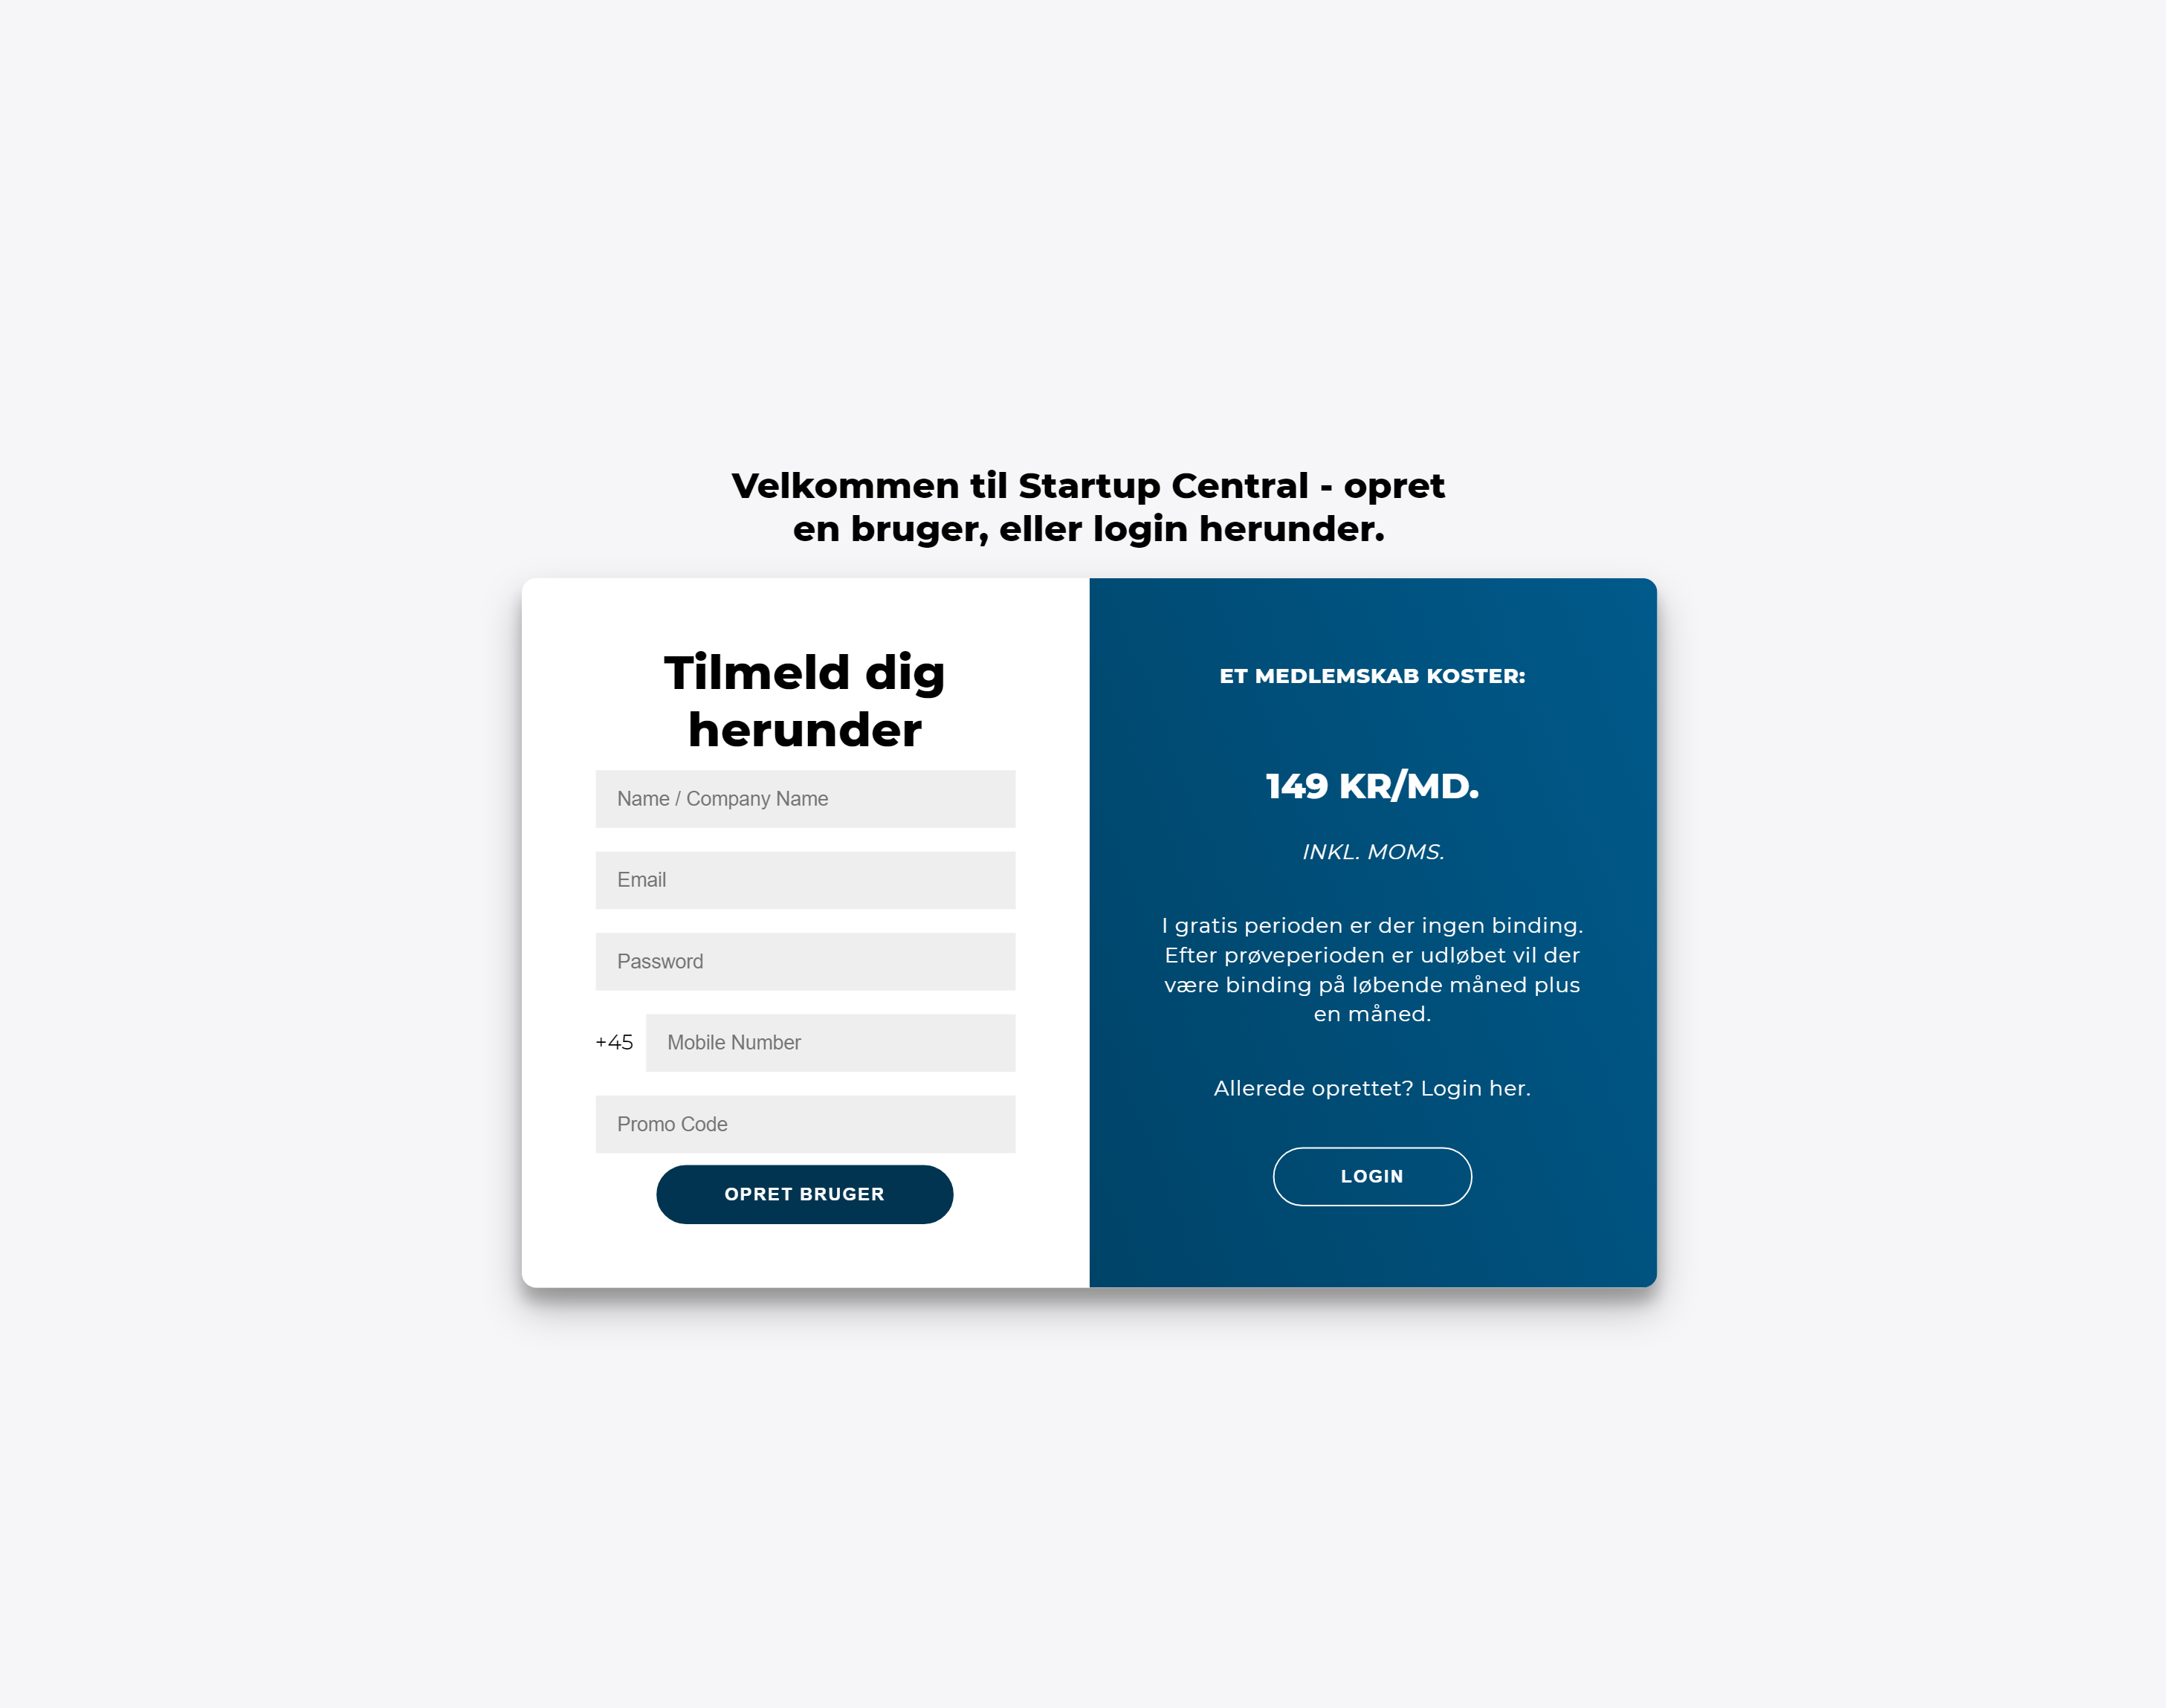 Velkommen til Startup Central - opret
en bruger, eller login herunder.
Tilmeld dig
herunder
Name / Company Name
Email
Password
+45 Mobile Number
Promo Code
OPRET BRUGER
ET MEDLEMSKAB KOSTER:
149 KR/MD.
INKL. MOMS.
I gratis perioden er der ingen binding.
Efter prøveperioden er udløbet vil der
være binding på løbende måned plus
en måned.
Allerede oprettet? Login her.
LOGIN